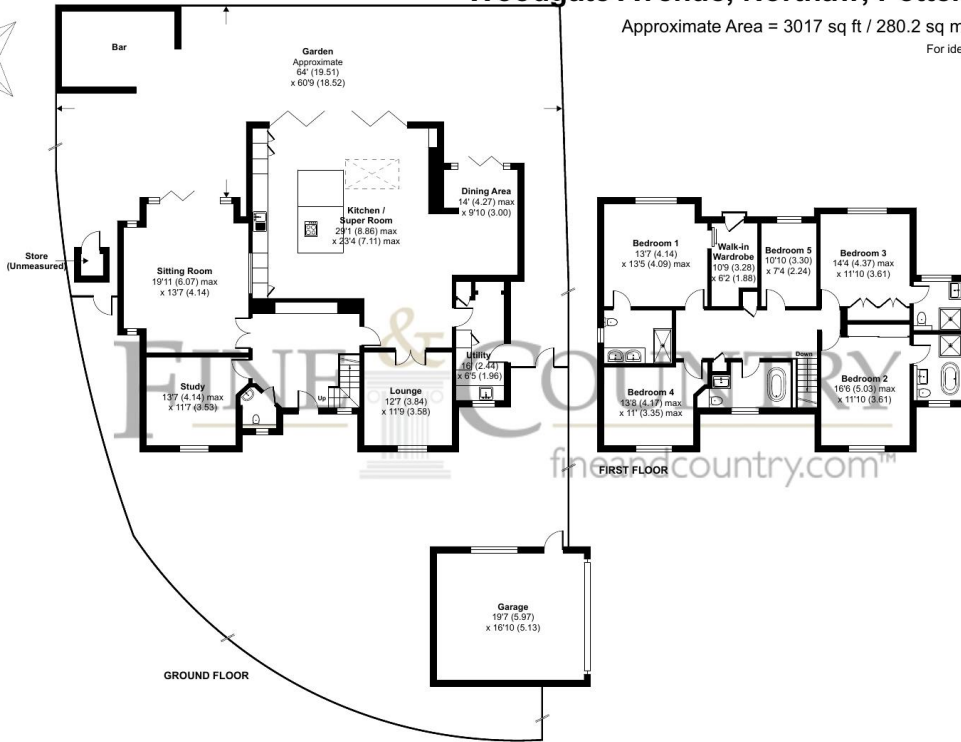 Approximate Area = 3017 sq ft / 280.2 sq m
For ide
Bar
Garden
Approximate
64' (19.51)
x 60'9 (18.52)
Dining Area
14' (4.27) max
x 9'10 (3.00)
Kitchen /
Super Room
29'1 (8.86) max
x 23'4 (7.11) max
Store
(Unmeasured)
Sitting Room
19'11 (6.07) max
x 13'7 (4.14)
Study
13'7 (4.14) max
x 11'7 (3.53)
Up
Lounge
12'7 (3.84)
x 11'9 (3.58)
Utility
16' (2.44)
x 6'5 (1.96)
Bedroom 1
13'7 (4.14)
x 13'5 (4.09) max
Walk-in
Wardrobe
10'9 (3.28)
x 6'2 (1.88)
Bedroom 5
10'10 (3.30)
x 7'4 (2.24)
Bedroom 3
14'4 (4.37) max
x 11'10 (3.61)
Down
Bedroom 4
13'8 (4.17) max
x 11' (3.35) max
Bedroom 2
16'6 (5.03) max
x 11'10 (3.61)
FINE & COUNTRY
fineandcountry.com™
FIRST FLOOR
Garage
19'7 (5.97)
x 16'10 (5.13)
GROUND FLOOR